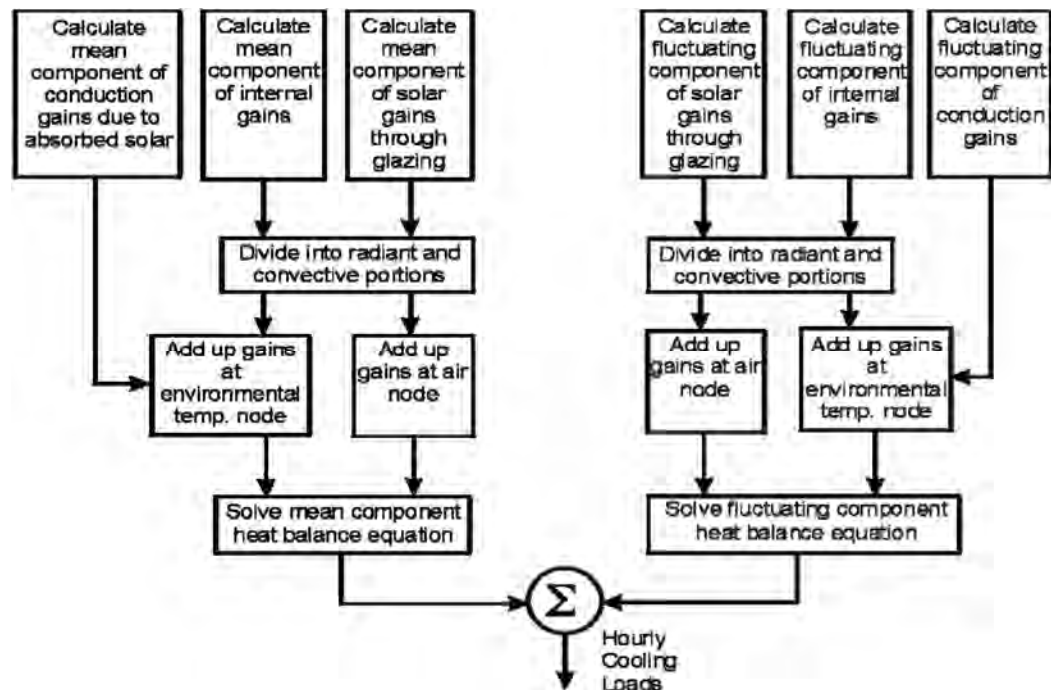 Calculate
mean
component of
conduction
gains due to
absorbed solar
Calculate
mean
component
of internal
gains
Calculate
mean
component
of solar
gains
through
glazing
Calculate
fluctuating
component
of solar
gains
through
glazing
Calculate
fluctuating
component
of internal
gains
Calculate
fluctuating
component
of
conduction
gains
Divide into radiant and
convective portions
Divide into radiant and
convective portions
Add up gains
at
environmental
temp. node
Add up
gains at air
node
Add up
gains at air
node
Add up gains
at
environmental
temp. node
Solve mean component
heat balance equation
Solve fluctuating component
heat balance equation
Σ
Hourly
Cooling
Loads